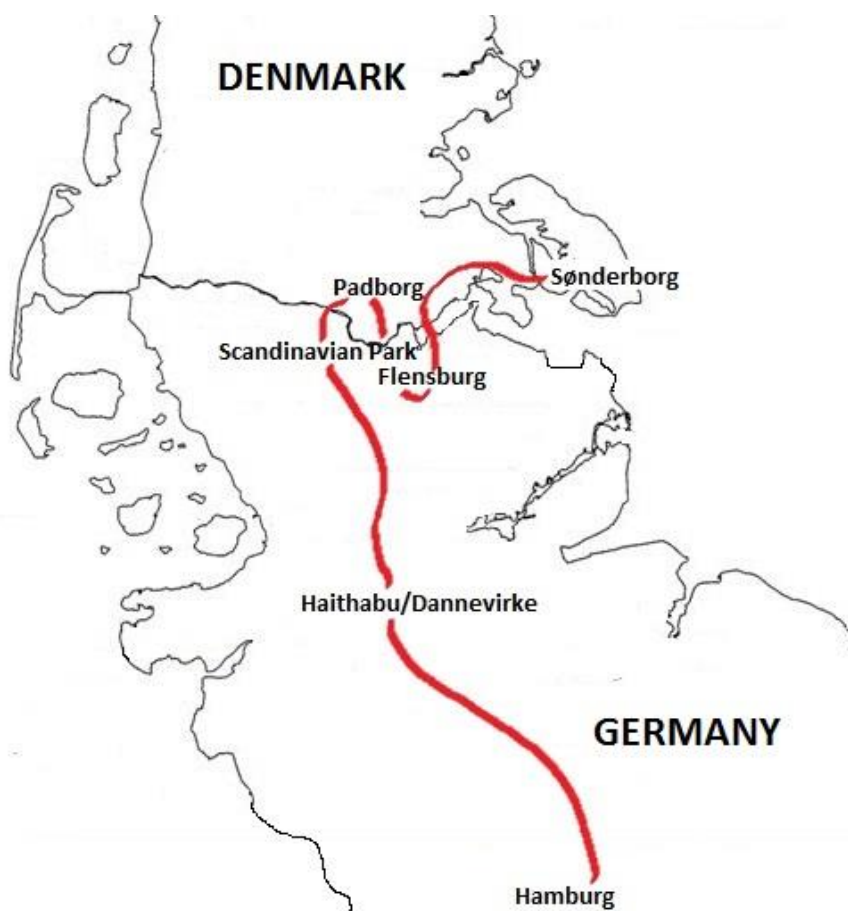 DENMARK
Sønderborg
Padborg
Scandinavian Park
Flensburg
Haithabu/Dannevirke
GERMANY
Hamburg